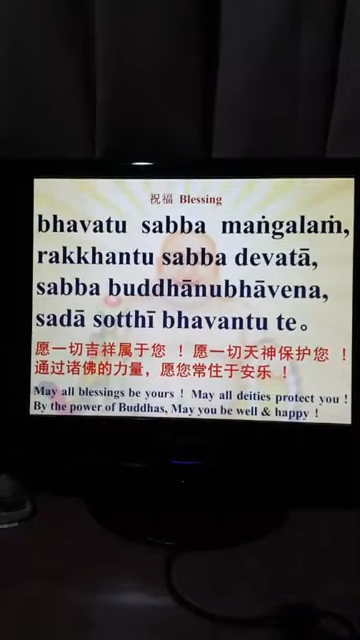 祝福 Blessing
bhavatu sabba maṅgalaṁ,
rakkhantu sabba devatā,
sabba buddhānubhāvena,
sadā sotthī bhavantu te。
愿一切吉祥属于您 ！愿一切天神保护您 ！
通过诸佛的力量，愿您常住于安乐 ！
May all blessings be yours ! May all deities protect you !
By the power of Buddhas, May you be well & happy !